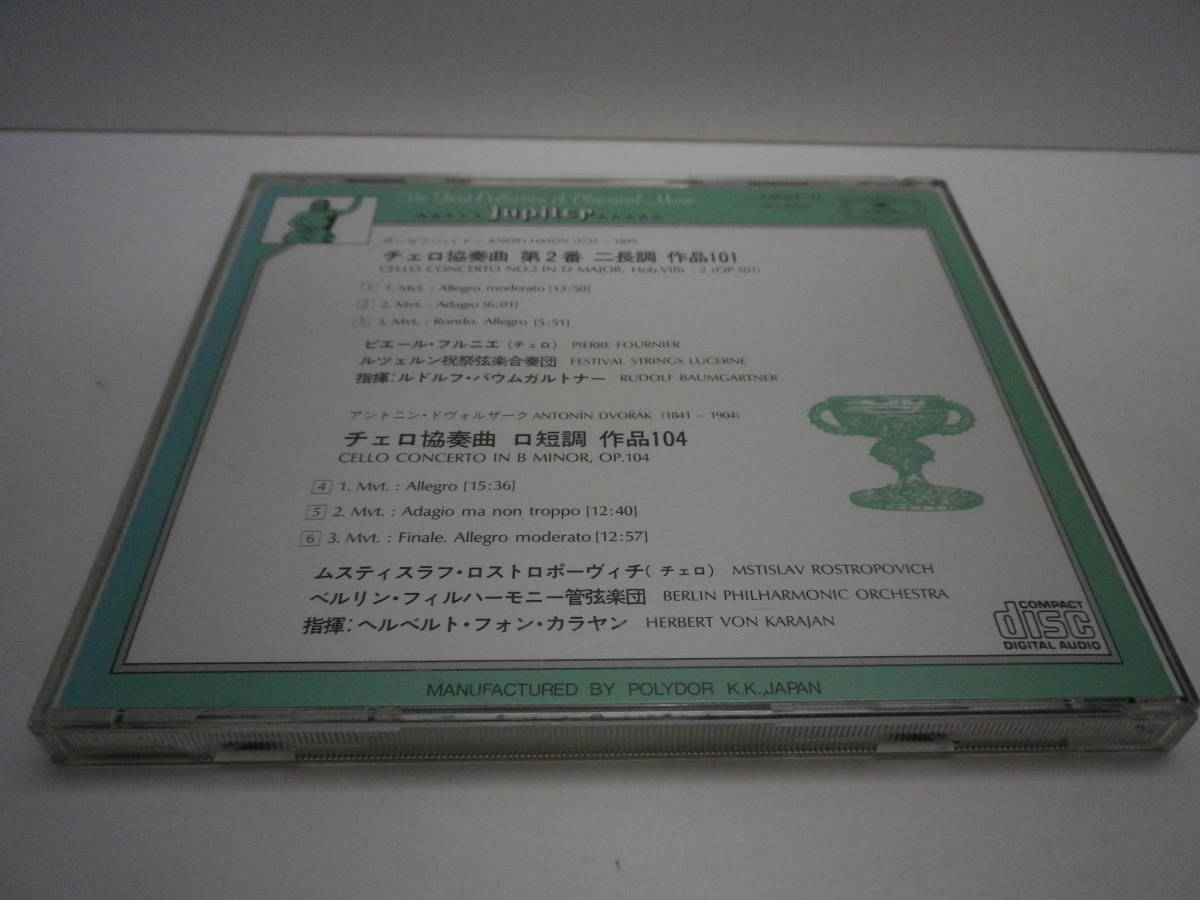 The Great Collection of Classical Music
Jupiter
ヨーゼフ・ハイドン JOSEPH HAYDN (1732 – 1809)
チェロ協奏曲 第2番 ニ長調 作品101
CELLO CONCERTO NO.2 IN D MAJOR, Hob.VIIb : 2 (OP.101)
1 1. Mvt. : Allegro moderato [13:50]
2 2. Mvt. : Adagio [6:01]
3 3. Mvt. : Rondo. Allegro [5:51]
ピエール・フルニエ (チェロ) PIERRE FOURNIER
ルツェルン祝祭弦楽合奏団 FESTIVAL STRINGS LUCERNE
指揮: ルドルフ・バウムガルトナー RUDOLF BAUMGARTNER
アントニン・ドヴォルザーク ANTONÍN DVOŘÁK (1841 – 1904)
チェロ協奏曲 ロ短調 作品104
CELLO CONCERTO IN B MINOR, OP.104
4 1. Mvt. : Allegro [15:36]
5 2. Mvt. : Adagio ma non troppo [12:40]
6 3. Mvt. : Finale. Allegro moderato [12:57]
ムスティスラフ・ロストロポーヴィチ ( チェロ) MSTISLAV ROSTROPOVICH
ベルリン・フィルハーモニー管弦楽団 BERLIN PHILHARMONIC ORCHESTRA
指揮: ヘルベルト・フォン・カラヤン HERBERT VON KARAJAN
COMPACT
disc
DIGITAL AUDIO
MANUFACTURED BY POLYDOR K.K.,JAPAN